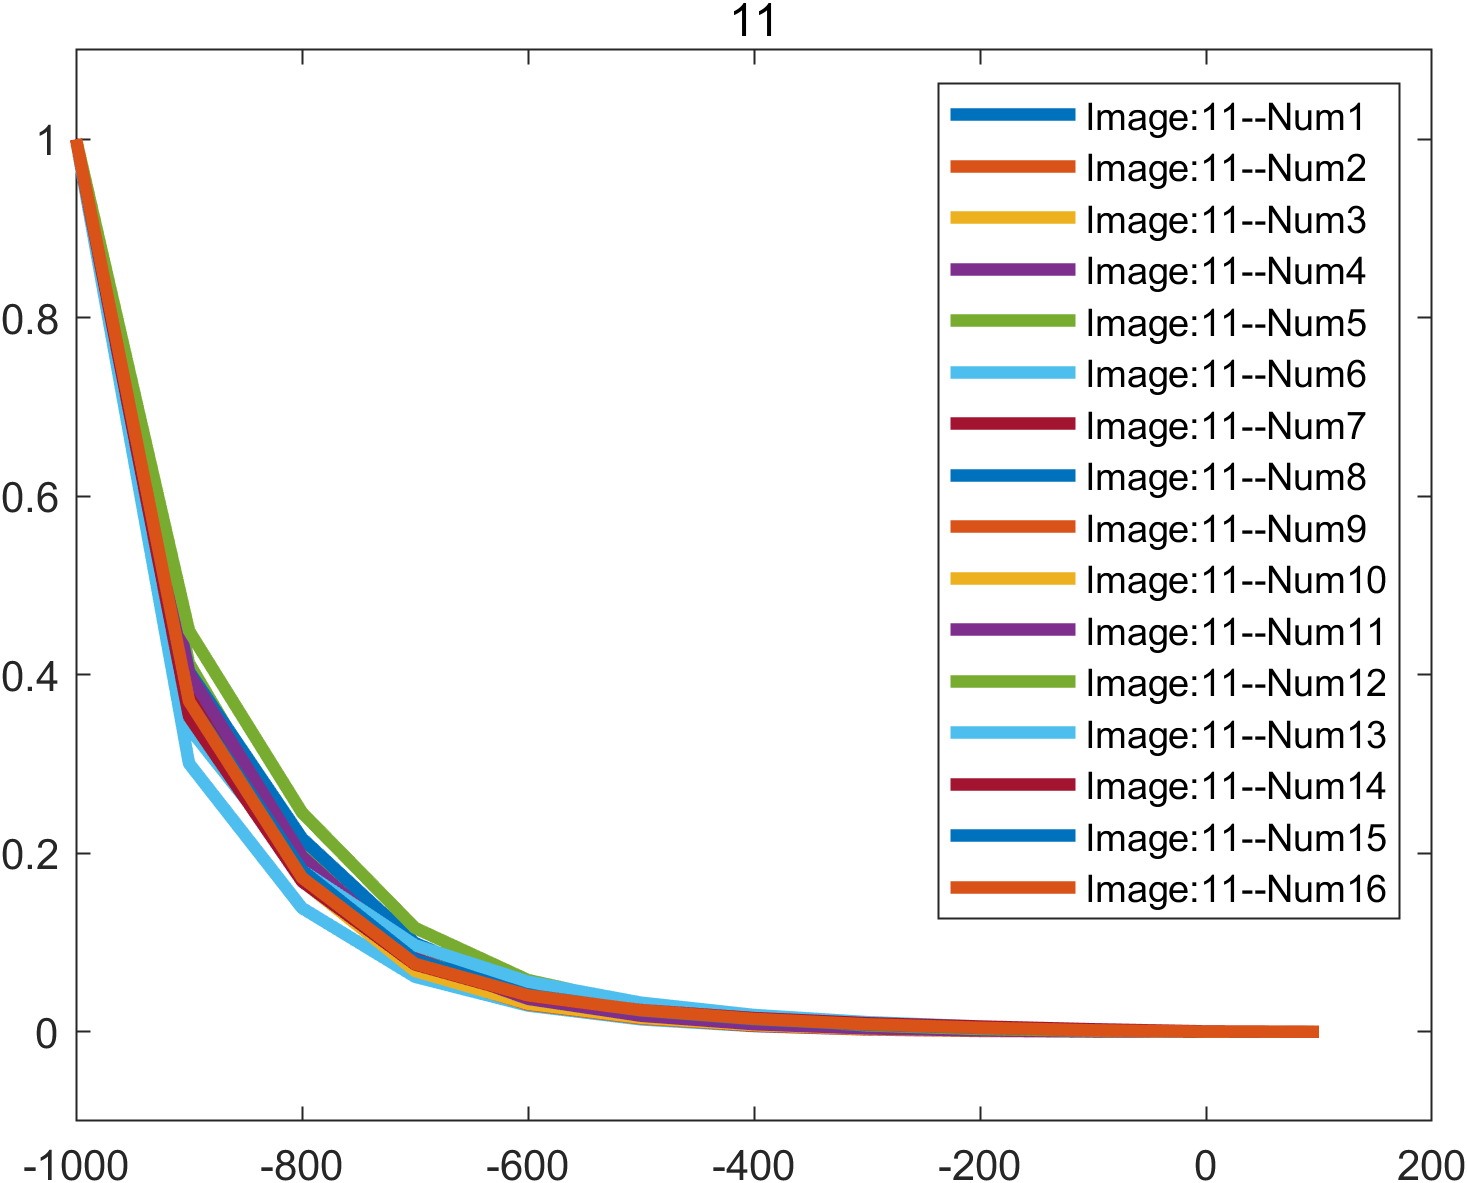 11
1
0.8
0.6
0.4
0.2
0
-1000 -800 -600 -400 -200 0 200
Image:11--Num1
Image:11--Num2
Image:11--Num3
Image:11--Num4
Image:11--Num5
Image:11--Num6
Image:11--Num7
Image:11--Num8
Image:11--Num9
Image:11--Num10
Image:11--Num11
Image:11--Num12
Image:11--Num13
Image:11--Num14
Image:11--Num15
Image:11--Num16